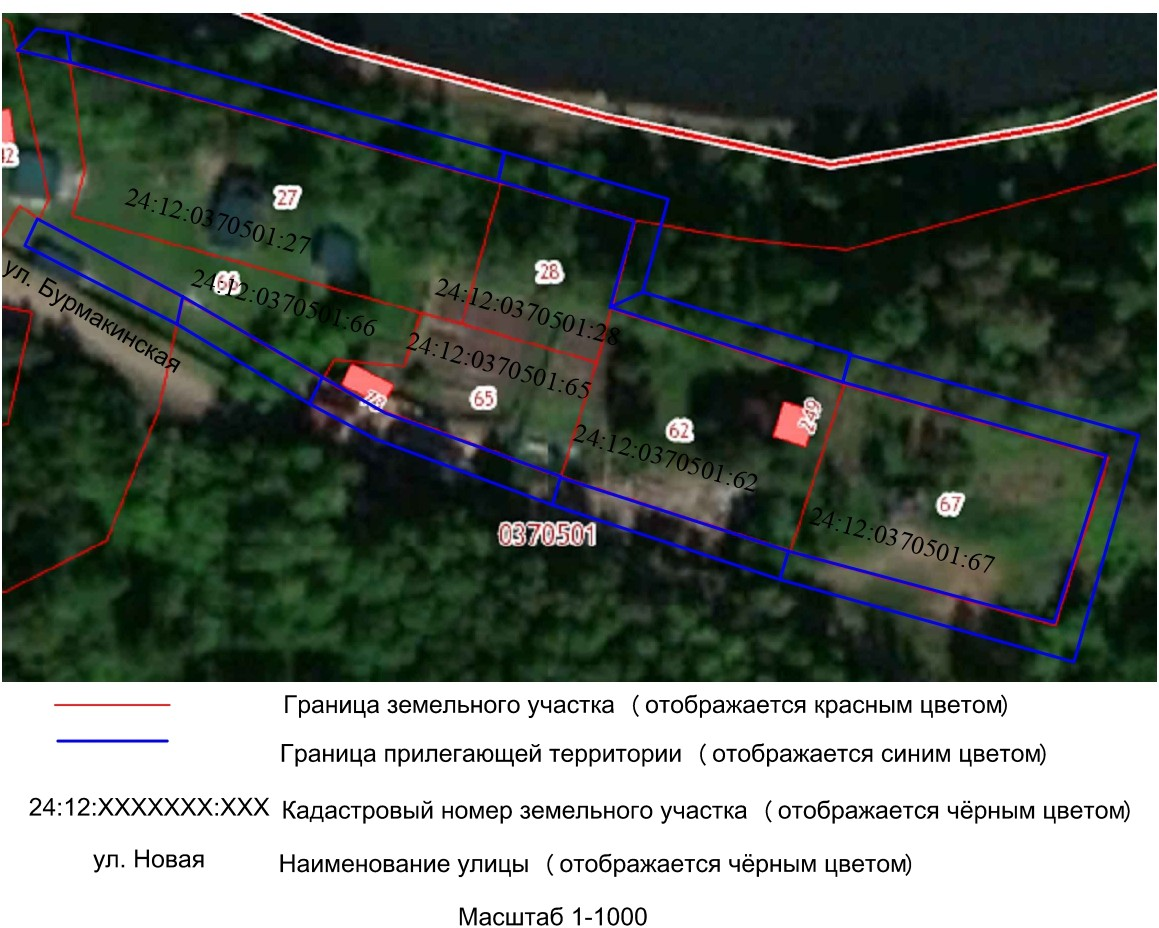 42
27
24:12:0370501:27
28
66
24:12:0370501:66
24:12:0370501:28
ул. Бурмакинская
24:12:0370501:65
78
65
249
62
24:12:0370501:62
67
0370501
24:12:0370501:67
Граница земельного участка (отображается красным цветом)
Граница прилегающей территории (отображается синим цветом)
24:12:XXXXXXX:XXX Кадастровый номер земельного участка (отображается чёрным цветом)
ул. Новая Наименование улицы (отображается чёрным цветом)
Масштаб 1-1000